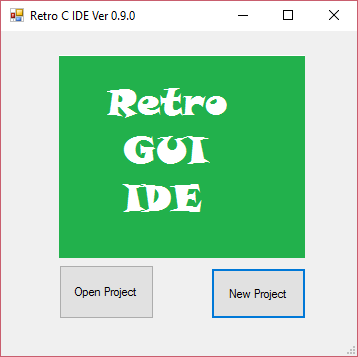 Retro C IDE Ver 0.9.0
Retro
GUI
IDE
Open Project
New Project